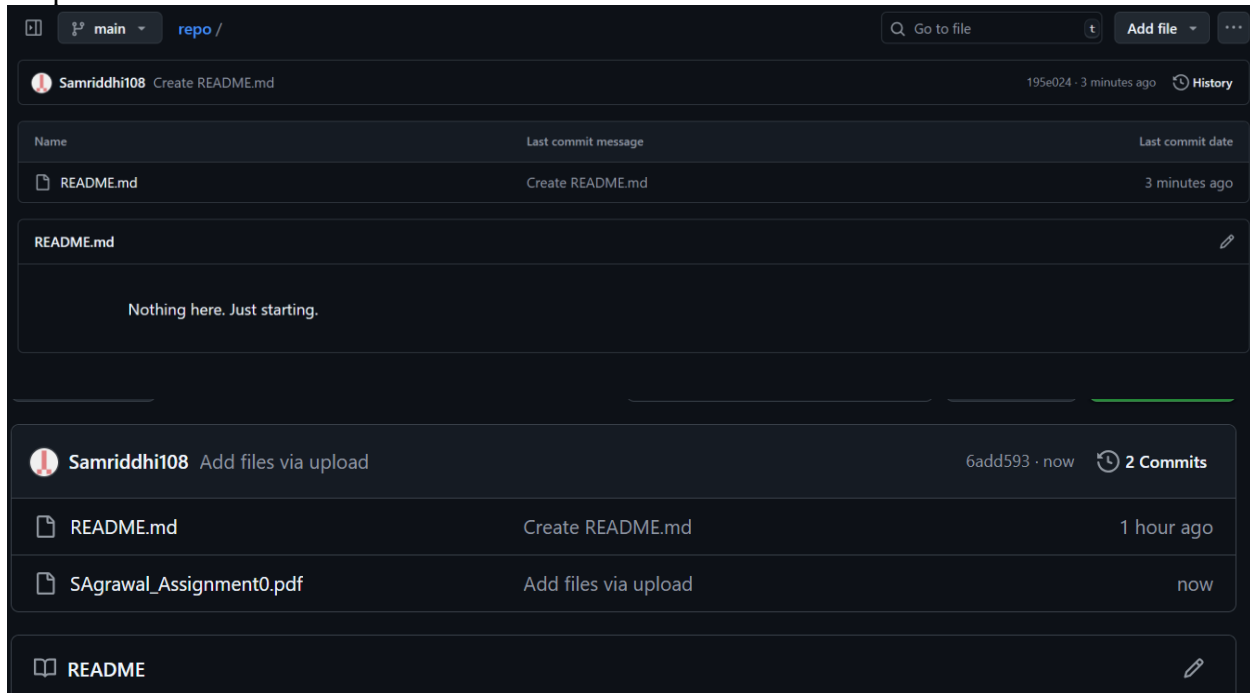 main repo / Go to file t Add file ...
Samriddhi108 Create README.md 195e024 · 3 minutes ago History
Name Last commit message Last commit date
README.md Create README.md 3 minutes ago
README.md
Nothing here. Just starting.
Samriddhi108 Add files via upload 6add593 · now 2 Commits
README.md Create README.md 1 hour ago
SAgrawal_Assignment0.pdf Add files via upload now
README